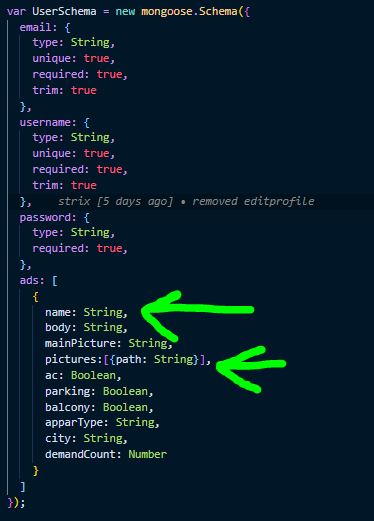 var UserSchema = new mongoose.Schema({
email: {
type: String,
unique: true,
required: true,
trim: true
},
username: {
type: String,
unique: true,
required: true,
trim: true
}, strix [5 days ago] • removed editprofile
password: {
type: String,
required: true,
},
ads: [
{
name: String,
body: String,
mainPicture: String,
pictures:[{path: String}],
ac: Boolean,
parking: Boolean,
balcony: Boolean,
apparType: String,
city: String,
demandCount: Number
}
]
});